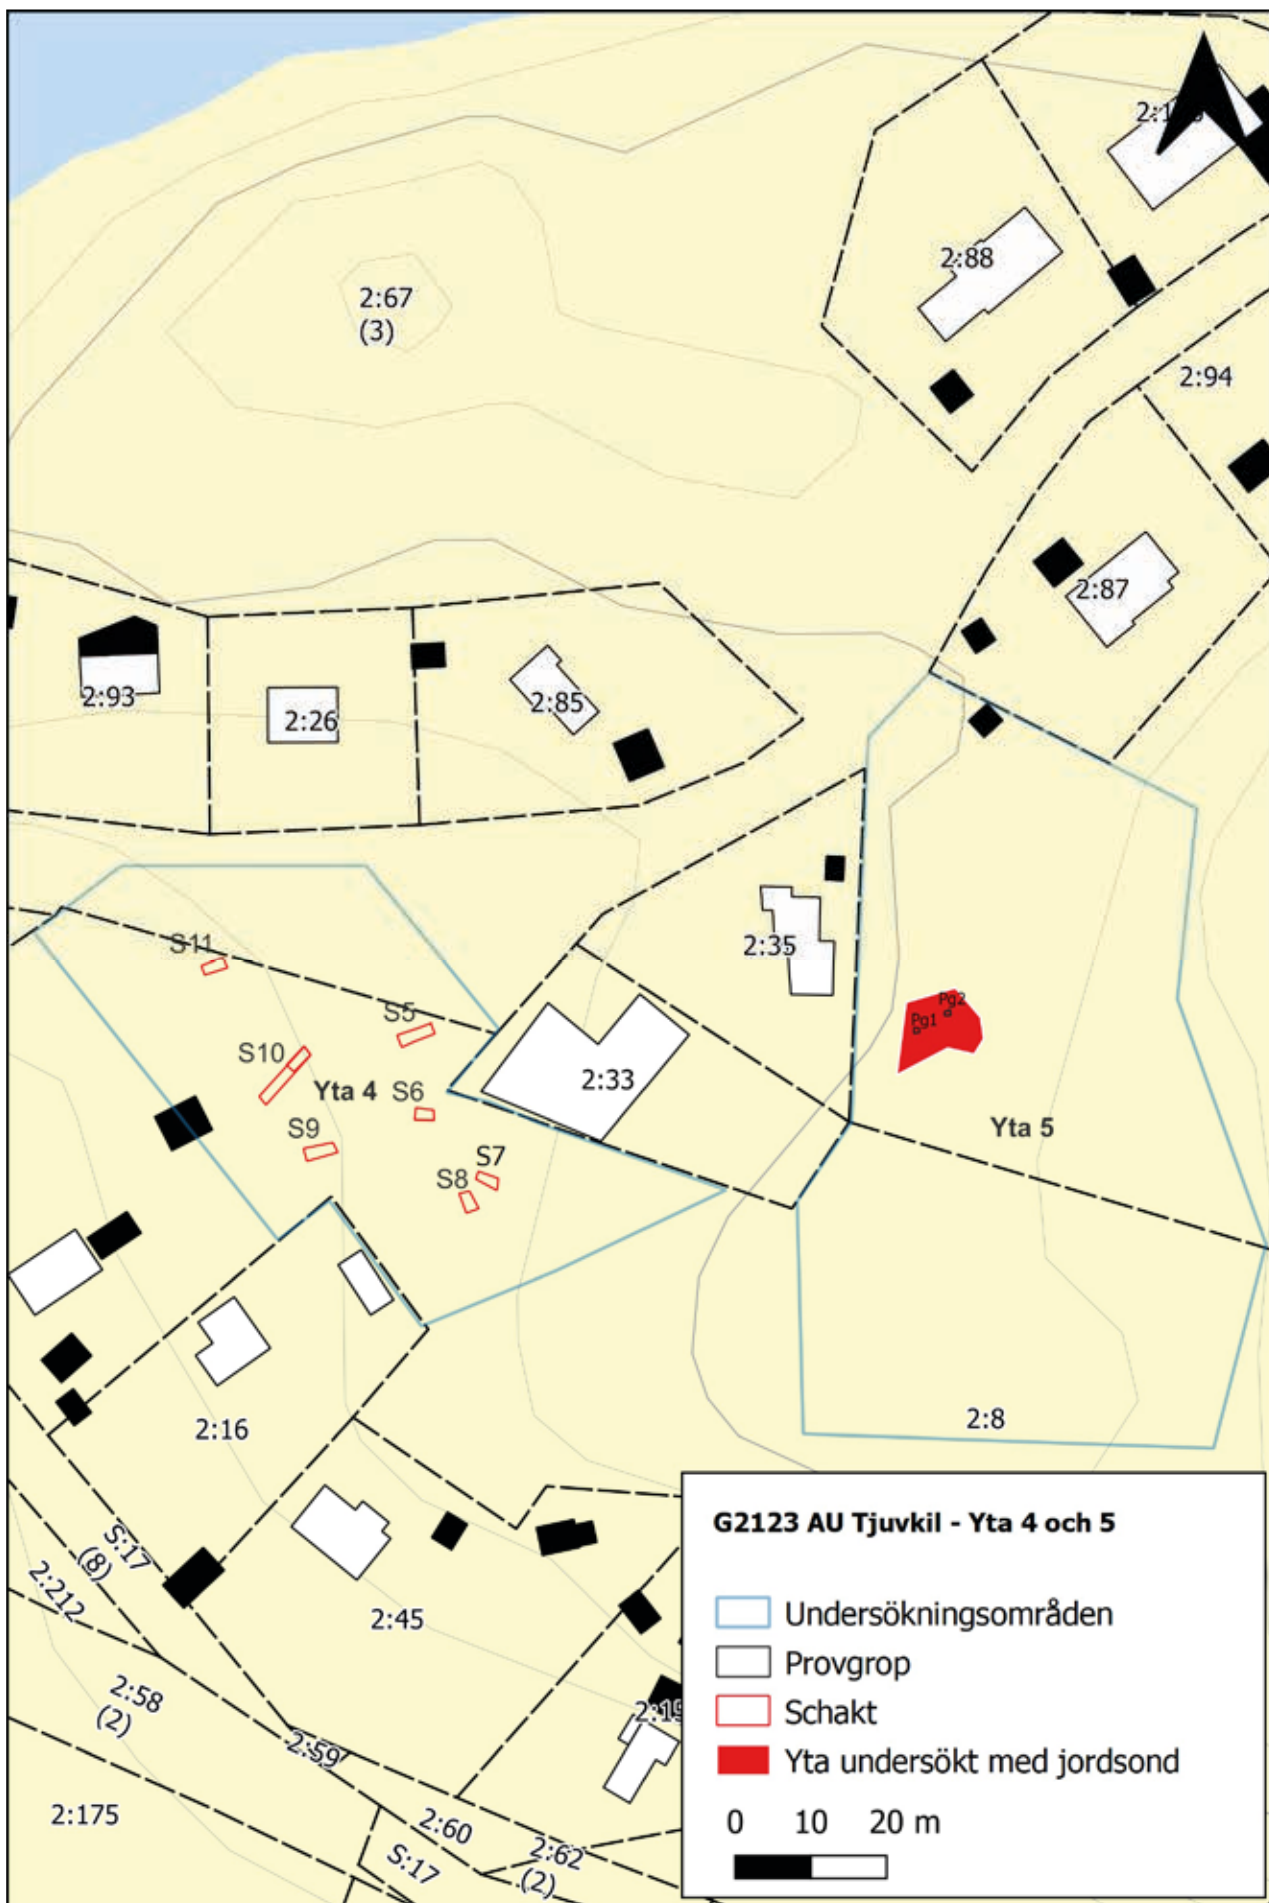 2:88
2:67
(3)
2:94
2:87
2:93
2:26
2:85
2:35
S11
S5
S10
Yta 4
S6
2:33
S9
S7
S8
Pg2
Pg1
Yta 5
2:16
2:8
S:17
(8)
2:212
2:45
2:58
(2)
2:59
2:175
2:60
2:62
(2)
S:17
G2123 AU Tjuvkil - Yta 4 och 5
Undersökningsområden
Provgrop
Schakt
Yta undersökt med jordsond
0 10 20 m